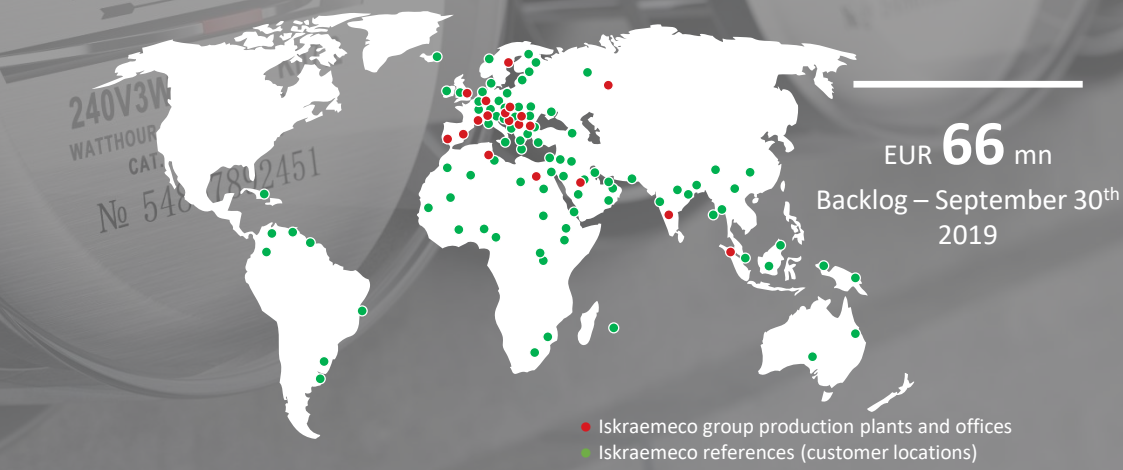 240V3W
WATTHOUR
CAT.
№ 548 7892451
EUR 66 mn
Backlog – September 30th
2019
Iskraemeco group production plants and offices
Iskraemeco references (customer locations)